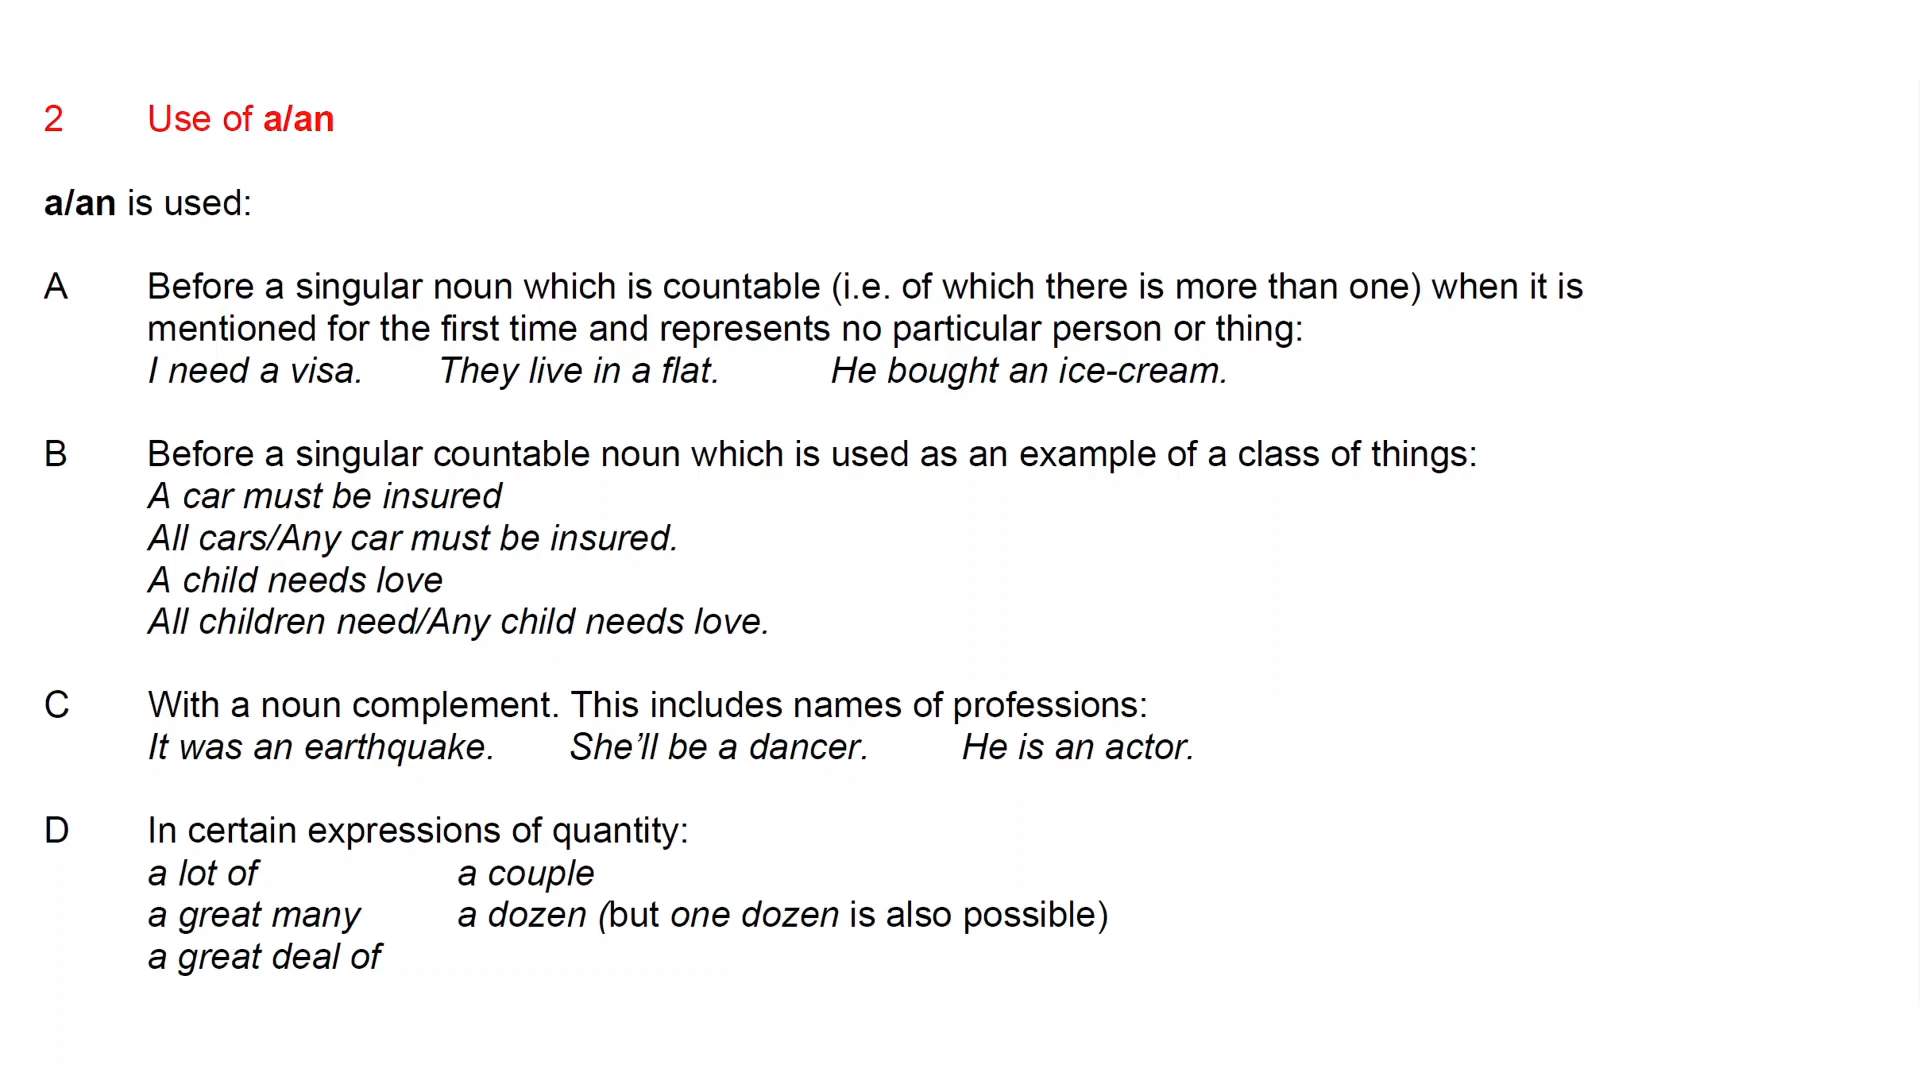 2 Use of a/an
a/an is used:
A Before a singular noun which is countable (i.e. of which there is more than one) when it is
mentioned for the first time and represents no particular person or thing:
I need a visa. They live in a flat. He bought an ice-cream.
B Before a singular countable noun which is used as an example of a class of things:
A car must be insured
All cars/Any car must be insured.
A child needs love
All children need/Any child needs love.
C With a noun complement. This includes names of professions:
It was an earthquake. She’ll be a dancer. He is an actor.
D In certain expressions of quantity:
a lot of a couple
a great many a dozen (but one dozen is also possible)
a great deal of